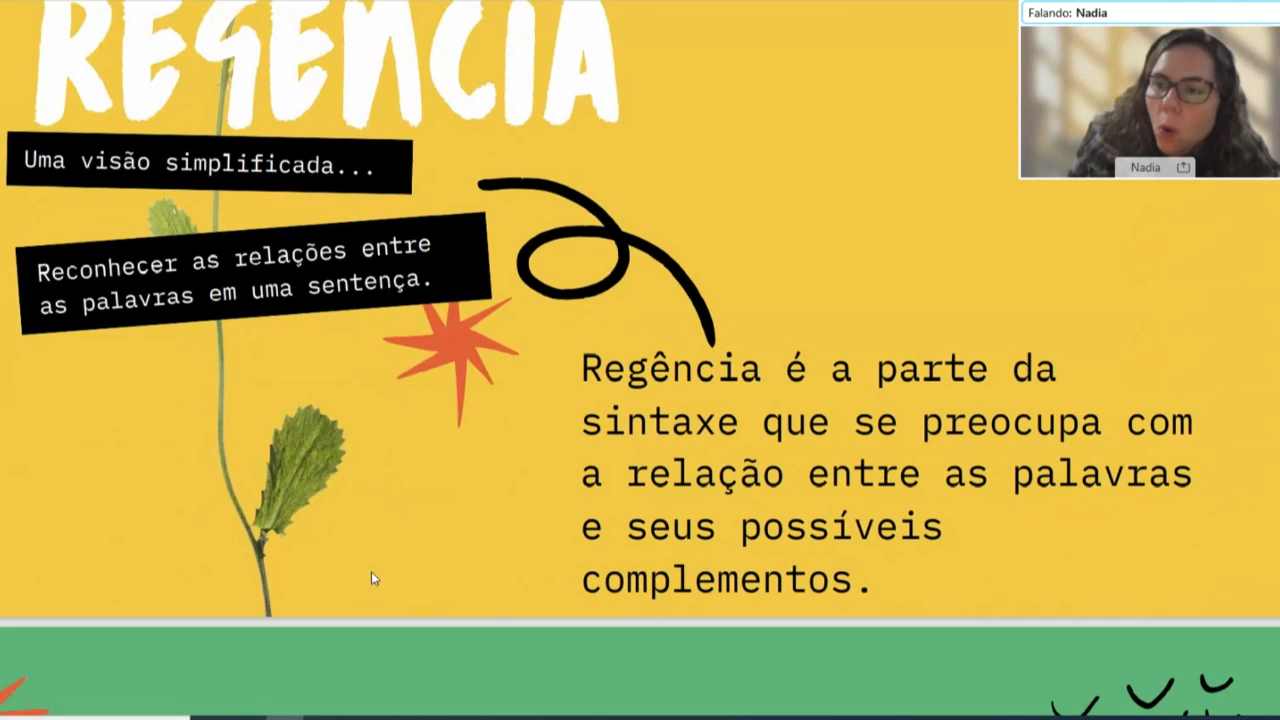 REGENCIA
Falando: Nadia
Uma visão simplificada...
Nadia
Reconhecer as relações entre
as palavras em uma sentença.
Regência é a parte da
sintaxe que se preocupa com
a relação entre as palavras
e seus possíveis
complementos.